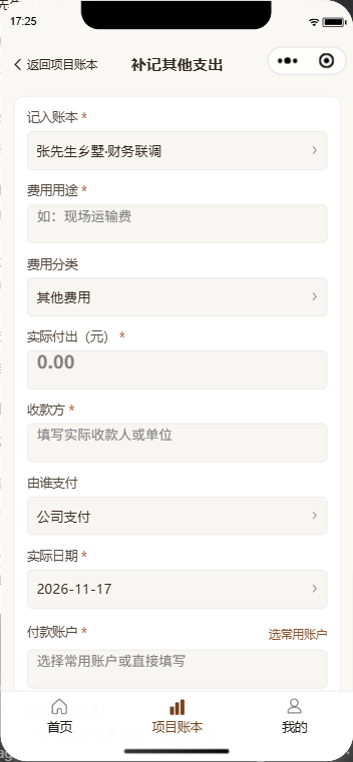 17:25
返回项目账本
补记其他支出
记入账本 *
张先生乡墅·财务联调
费用用途 *
如：现场运输费
费用分类
其他费用
实际付出（元） *
0.00
收款方 *
填写实际收款人或单位
由谁支付
公司支付
实际日期 *
2026-11-17
付款账户 *
选常用账户
选择常用账户或直接填写
首页
项目账本
我的